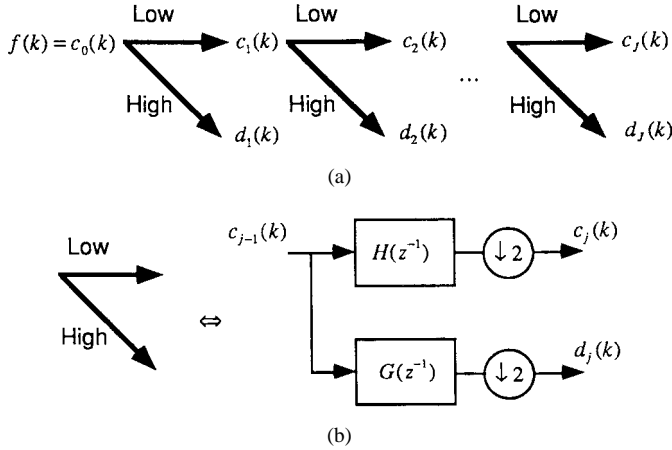 Low Low Low
f(k) = c₀(k) c₁(k) c₂(k) ... c_J(k)
High High High
d₁(k) d₂(k) d_J(k)
(a)
Low
High
⇔
c_{j-1}(k)
H(z⁻¹) ↓2 c_j(k)
G(z⁻¹) ↓2 d_j(k)
(b)